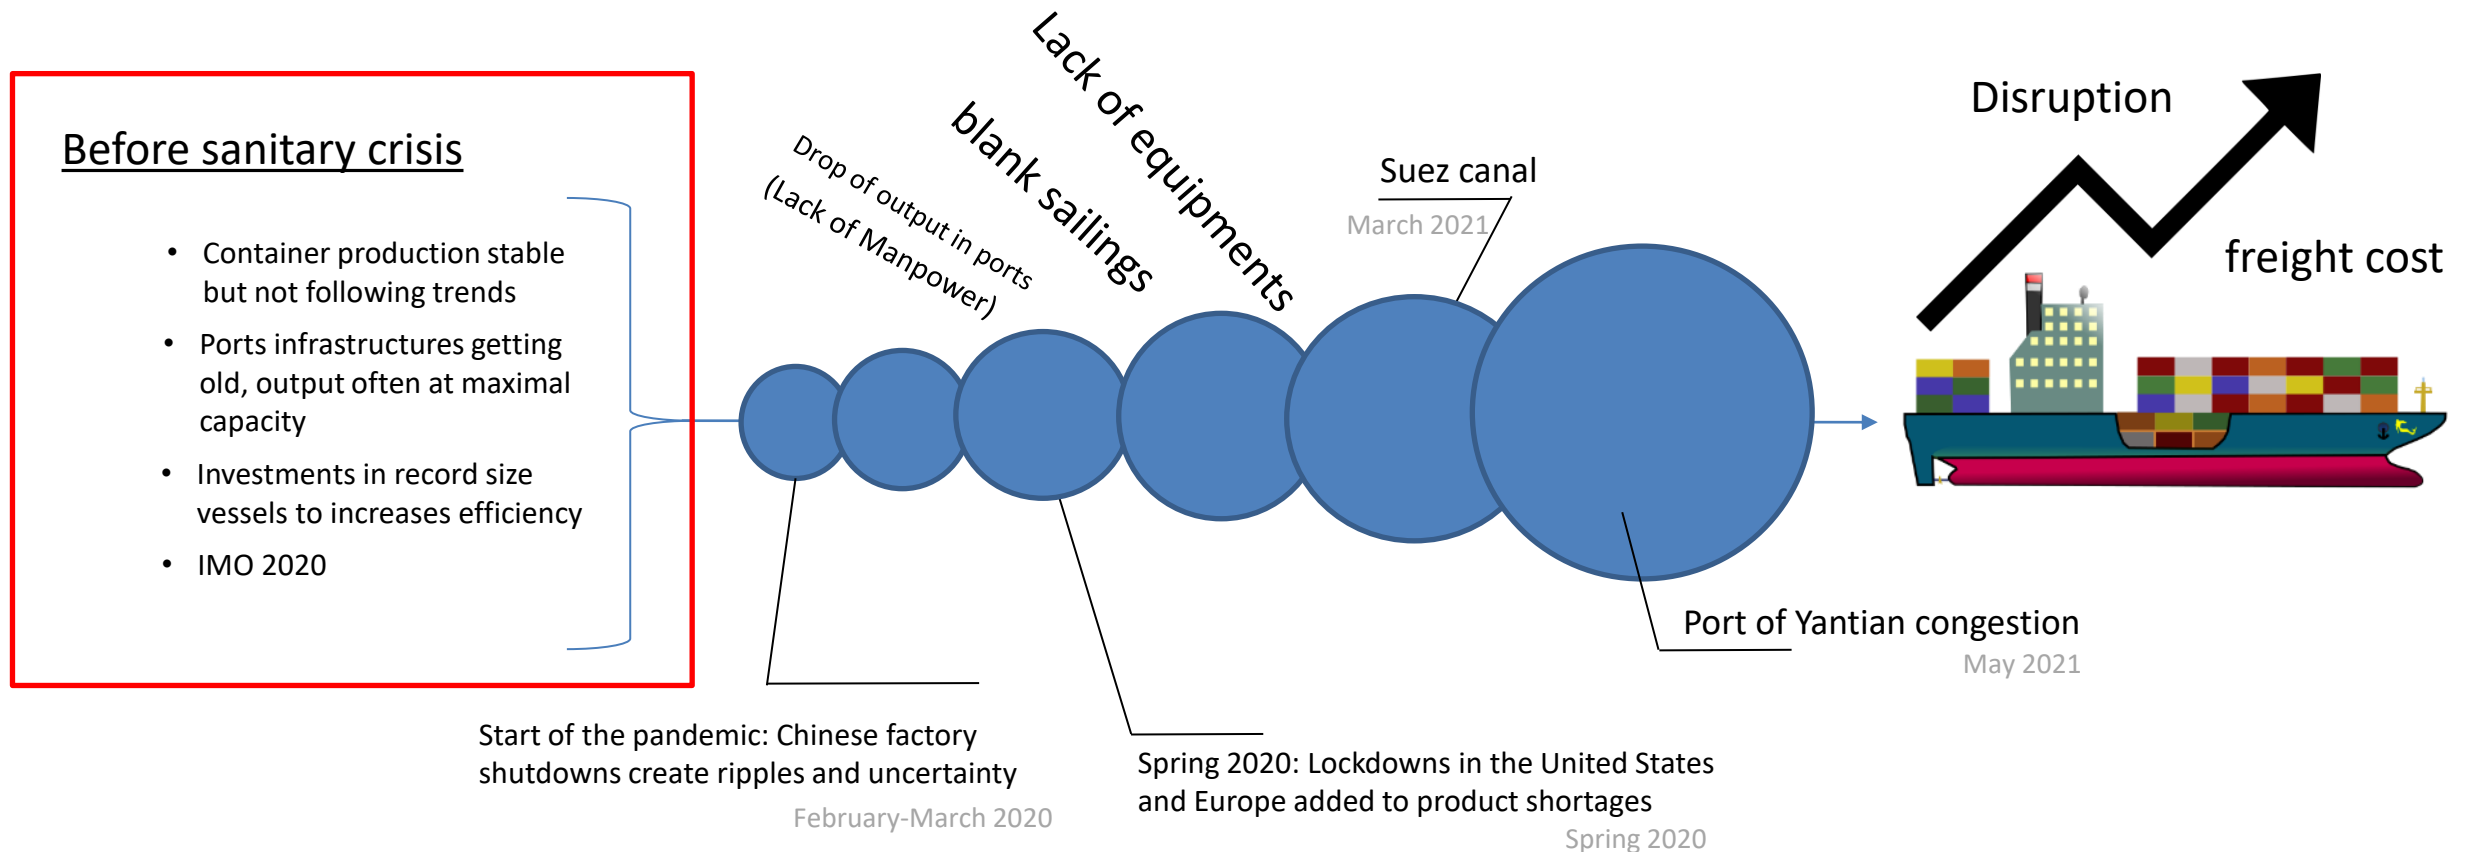 Before sanitary crisis
• Container production stable
but not following trends
• Ports infrastructures getting
old, output often at maximal
capacity
• Investments in record size
vessels to increases efficiency
• IMO 2020
Drop of output in ports
(Lack of Manpower)
blank sailings
Lack of equipments
Suez canal
March 2021
Disruption
freight cost
Port of Yantian congestion
May 2021
Start of the pandemic: Chinese factory
shutdowns create ripples and uncertainty
February-March 2020
Spring 2020: Lockdowns in the United States
and Europe added to product shortages
Spring 2020